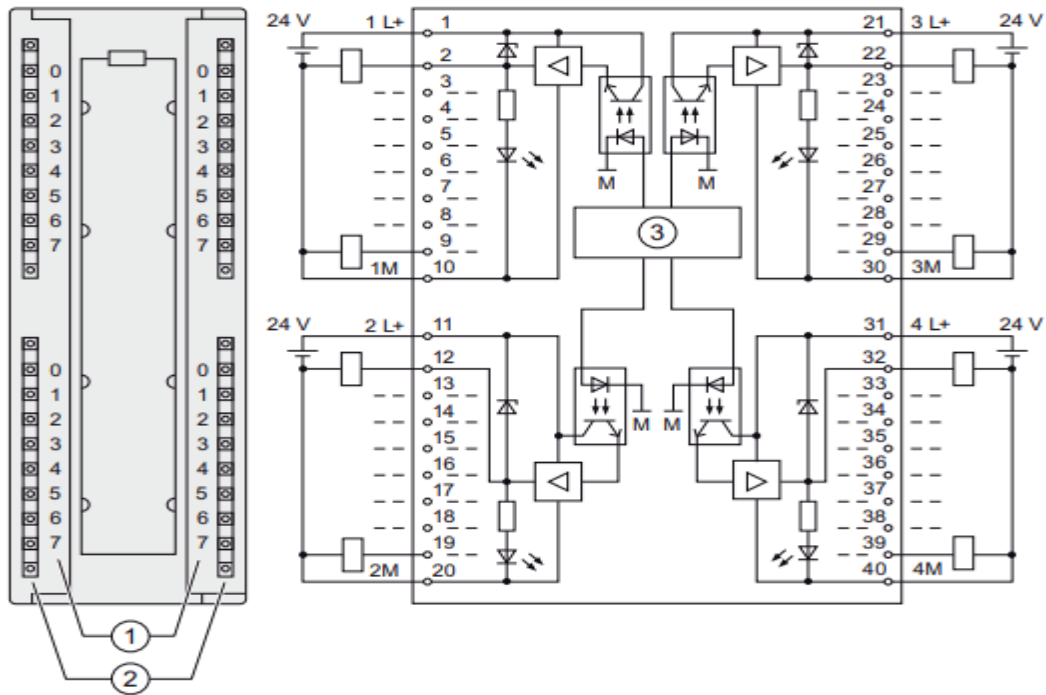 24 V 1 L+ 1 21 3 L+ 24 V
2 22
0 3 23 0
1 4 24 1
2 5 25 2
3 6 26 3
4 7 M M 27 4
5 8 28 5
6 9 3 29 6
7 1M 10 30 3M 7
24 V 2 L+ 11 31 4 L+ 24 V
12 32
0 13 33 0
1 14 M M 34 1
2 15 35 2
3 16 36 3
4 17 37 4
5 18 38 5
6 19 39 6
7 2M 20 40 4M 7
1
2